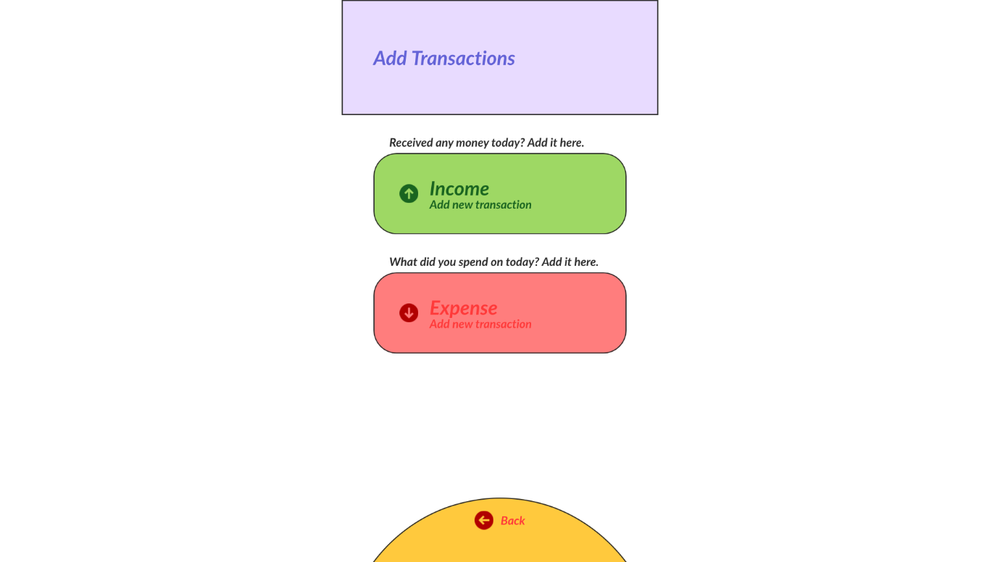 Add Transactions
Received any money today? Add it here.
Income
Add new transaction
What did you spend on today? Add it here.
Expense
Add new transaction
Back